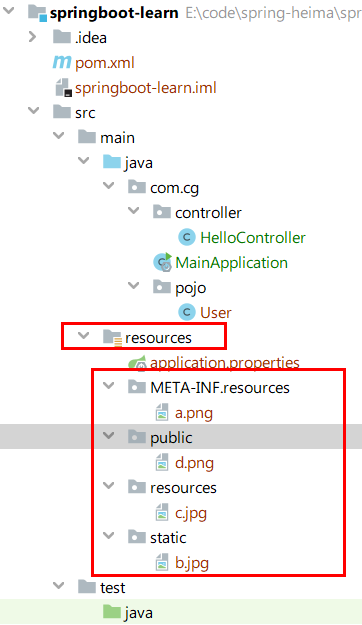 springboot-learn E:\code\spring-heima\spr
.idea
pom.xml
springboot-learn.iml
src
main
java
com.cg
controller
HelloController
MainApplication
pojo
User
resources
application.properties
META-INF.resources
a.png
public
d.png
resources
c.jpg
static
b.jpg
test
java